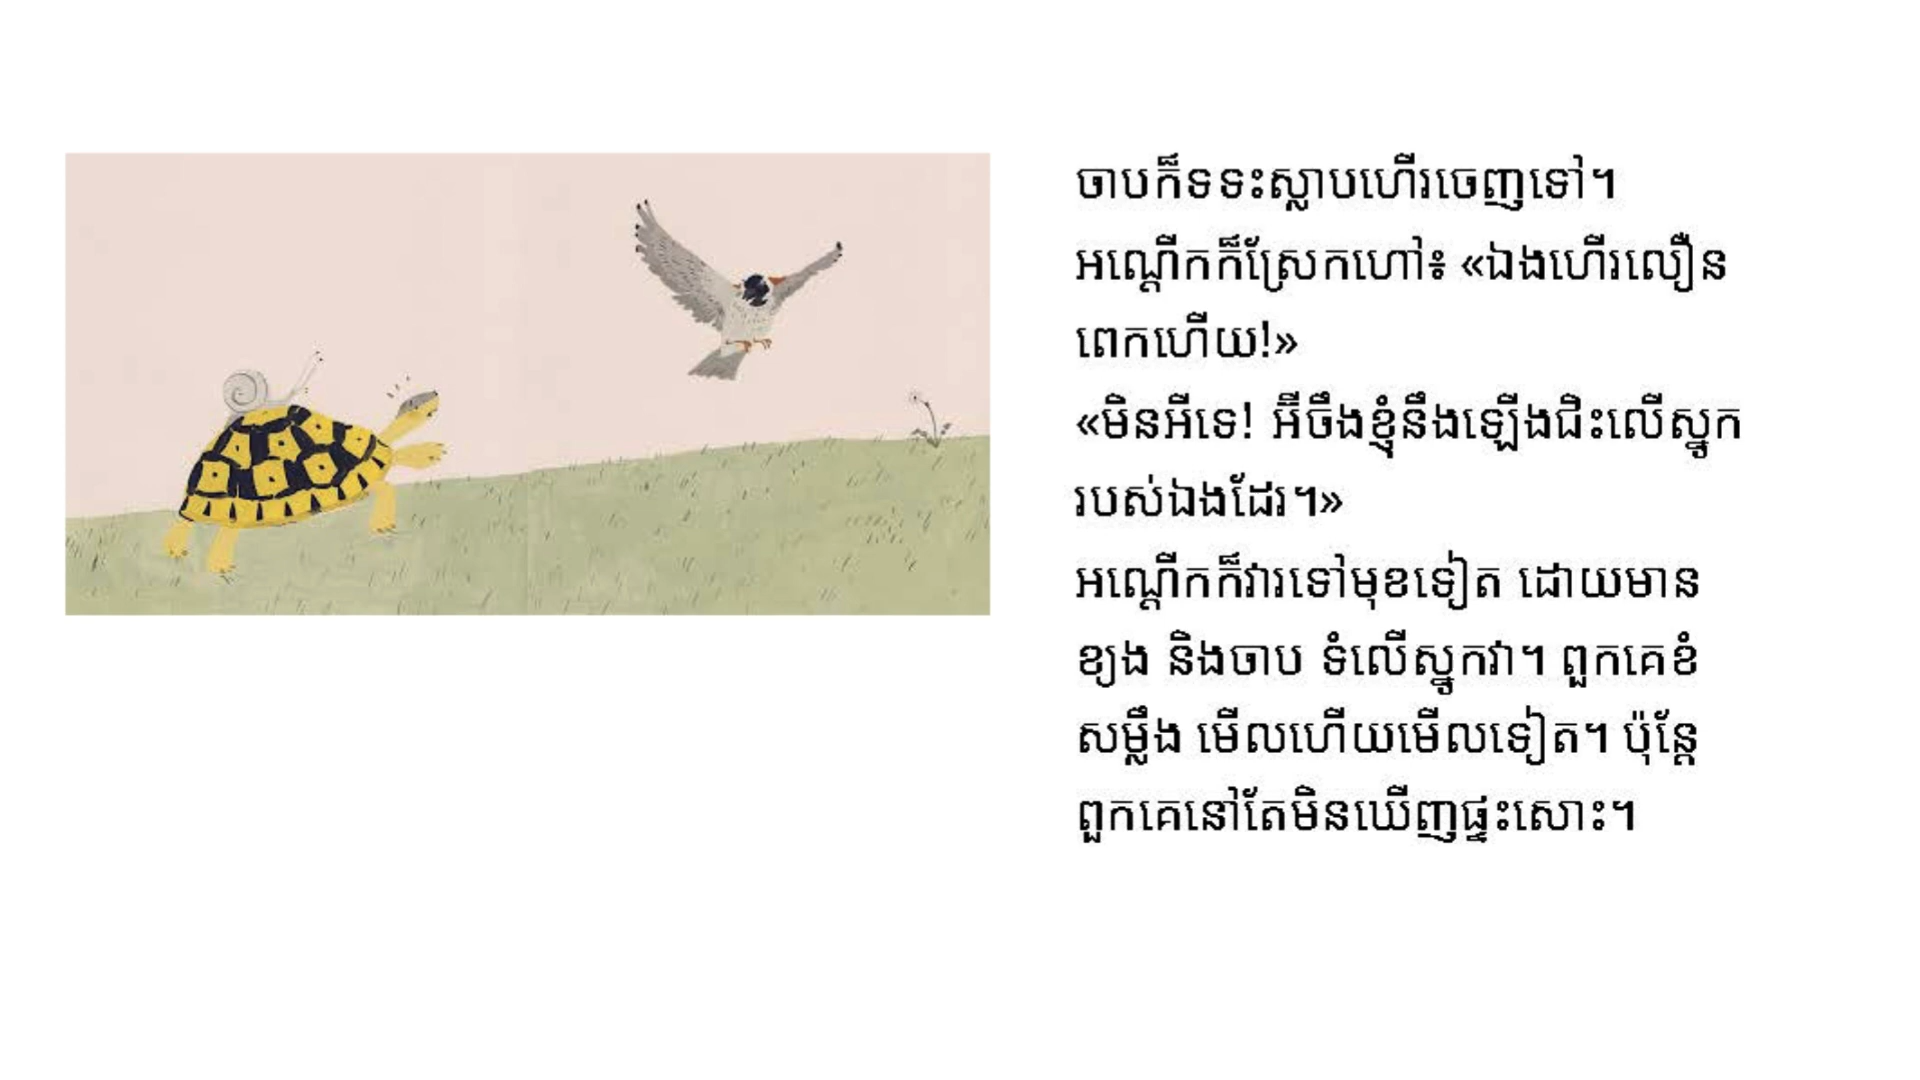 ចាបក៏ទទះស្លាបហើរចេញទៅ។
អណ្តើកក៏ស្រែកហៅ៖ «ឯងហើរលឿន
ពេកហើយ!»
«មិនអីទេ! អ៊ីចឹងខ្ញុំនឹងឡើងជិះលើស្នូក
របស់ឯងដែរ។»
អណ្តើកក៏វារទៅមុខទៀត ដោយមាន
ខ្យង និងចាប ទំលើស្នូកវា។ ពួកគេខំ
សម្លឹង មើលហើយមើលទៀត។ ប៉ុន្តែ
ពួកគេនៅតែមិនឃើញផ្ទះសោះ។